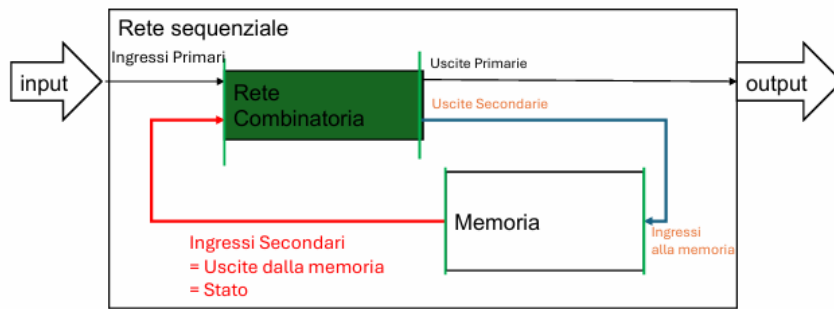 Rete sequenziale
Ingressi Primari
Uscite Primarie
input
output
Rete
Combinatoria
Uscite Secondarie
Memoria
Ingressi
alla memoria
Ingressi Secondari
= Uscite dalla memoria
= Stato